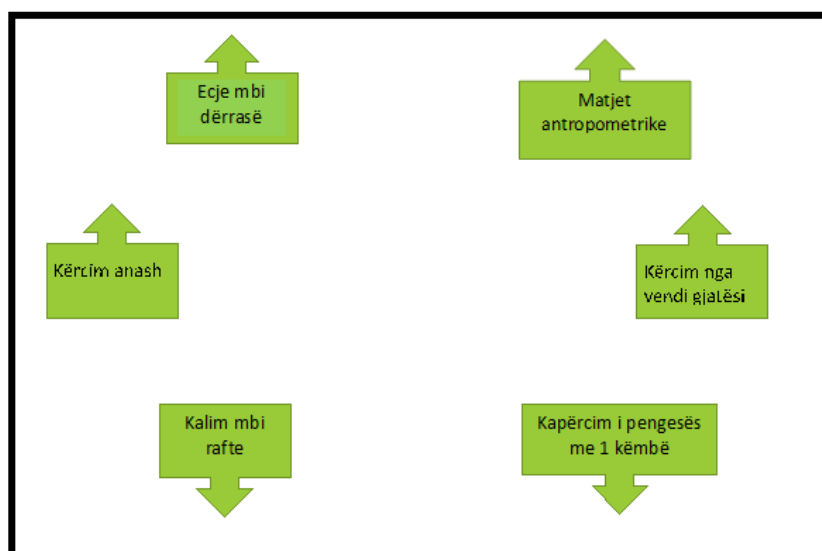 Ecje mbi
dërrasë
Matjet
antropometrike
Kërcim anash
Kërcim nga
vendi gjatësi
Kalim mbi
rafte
Kapërcim i pengesës
me 1 këmbë